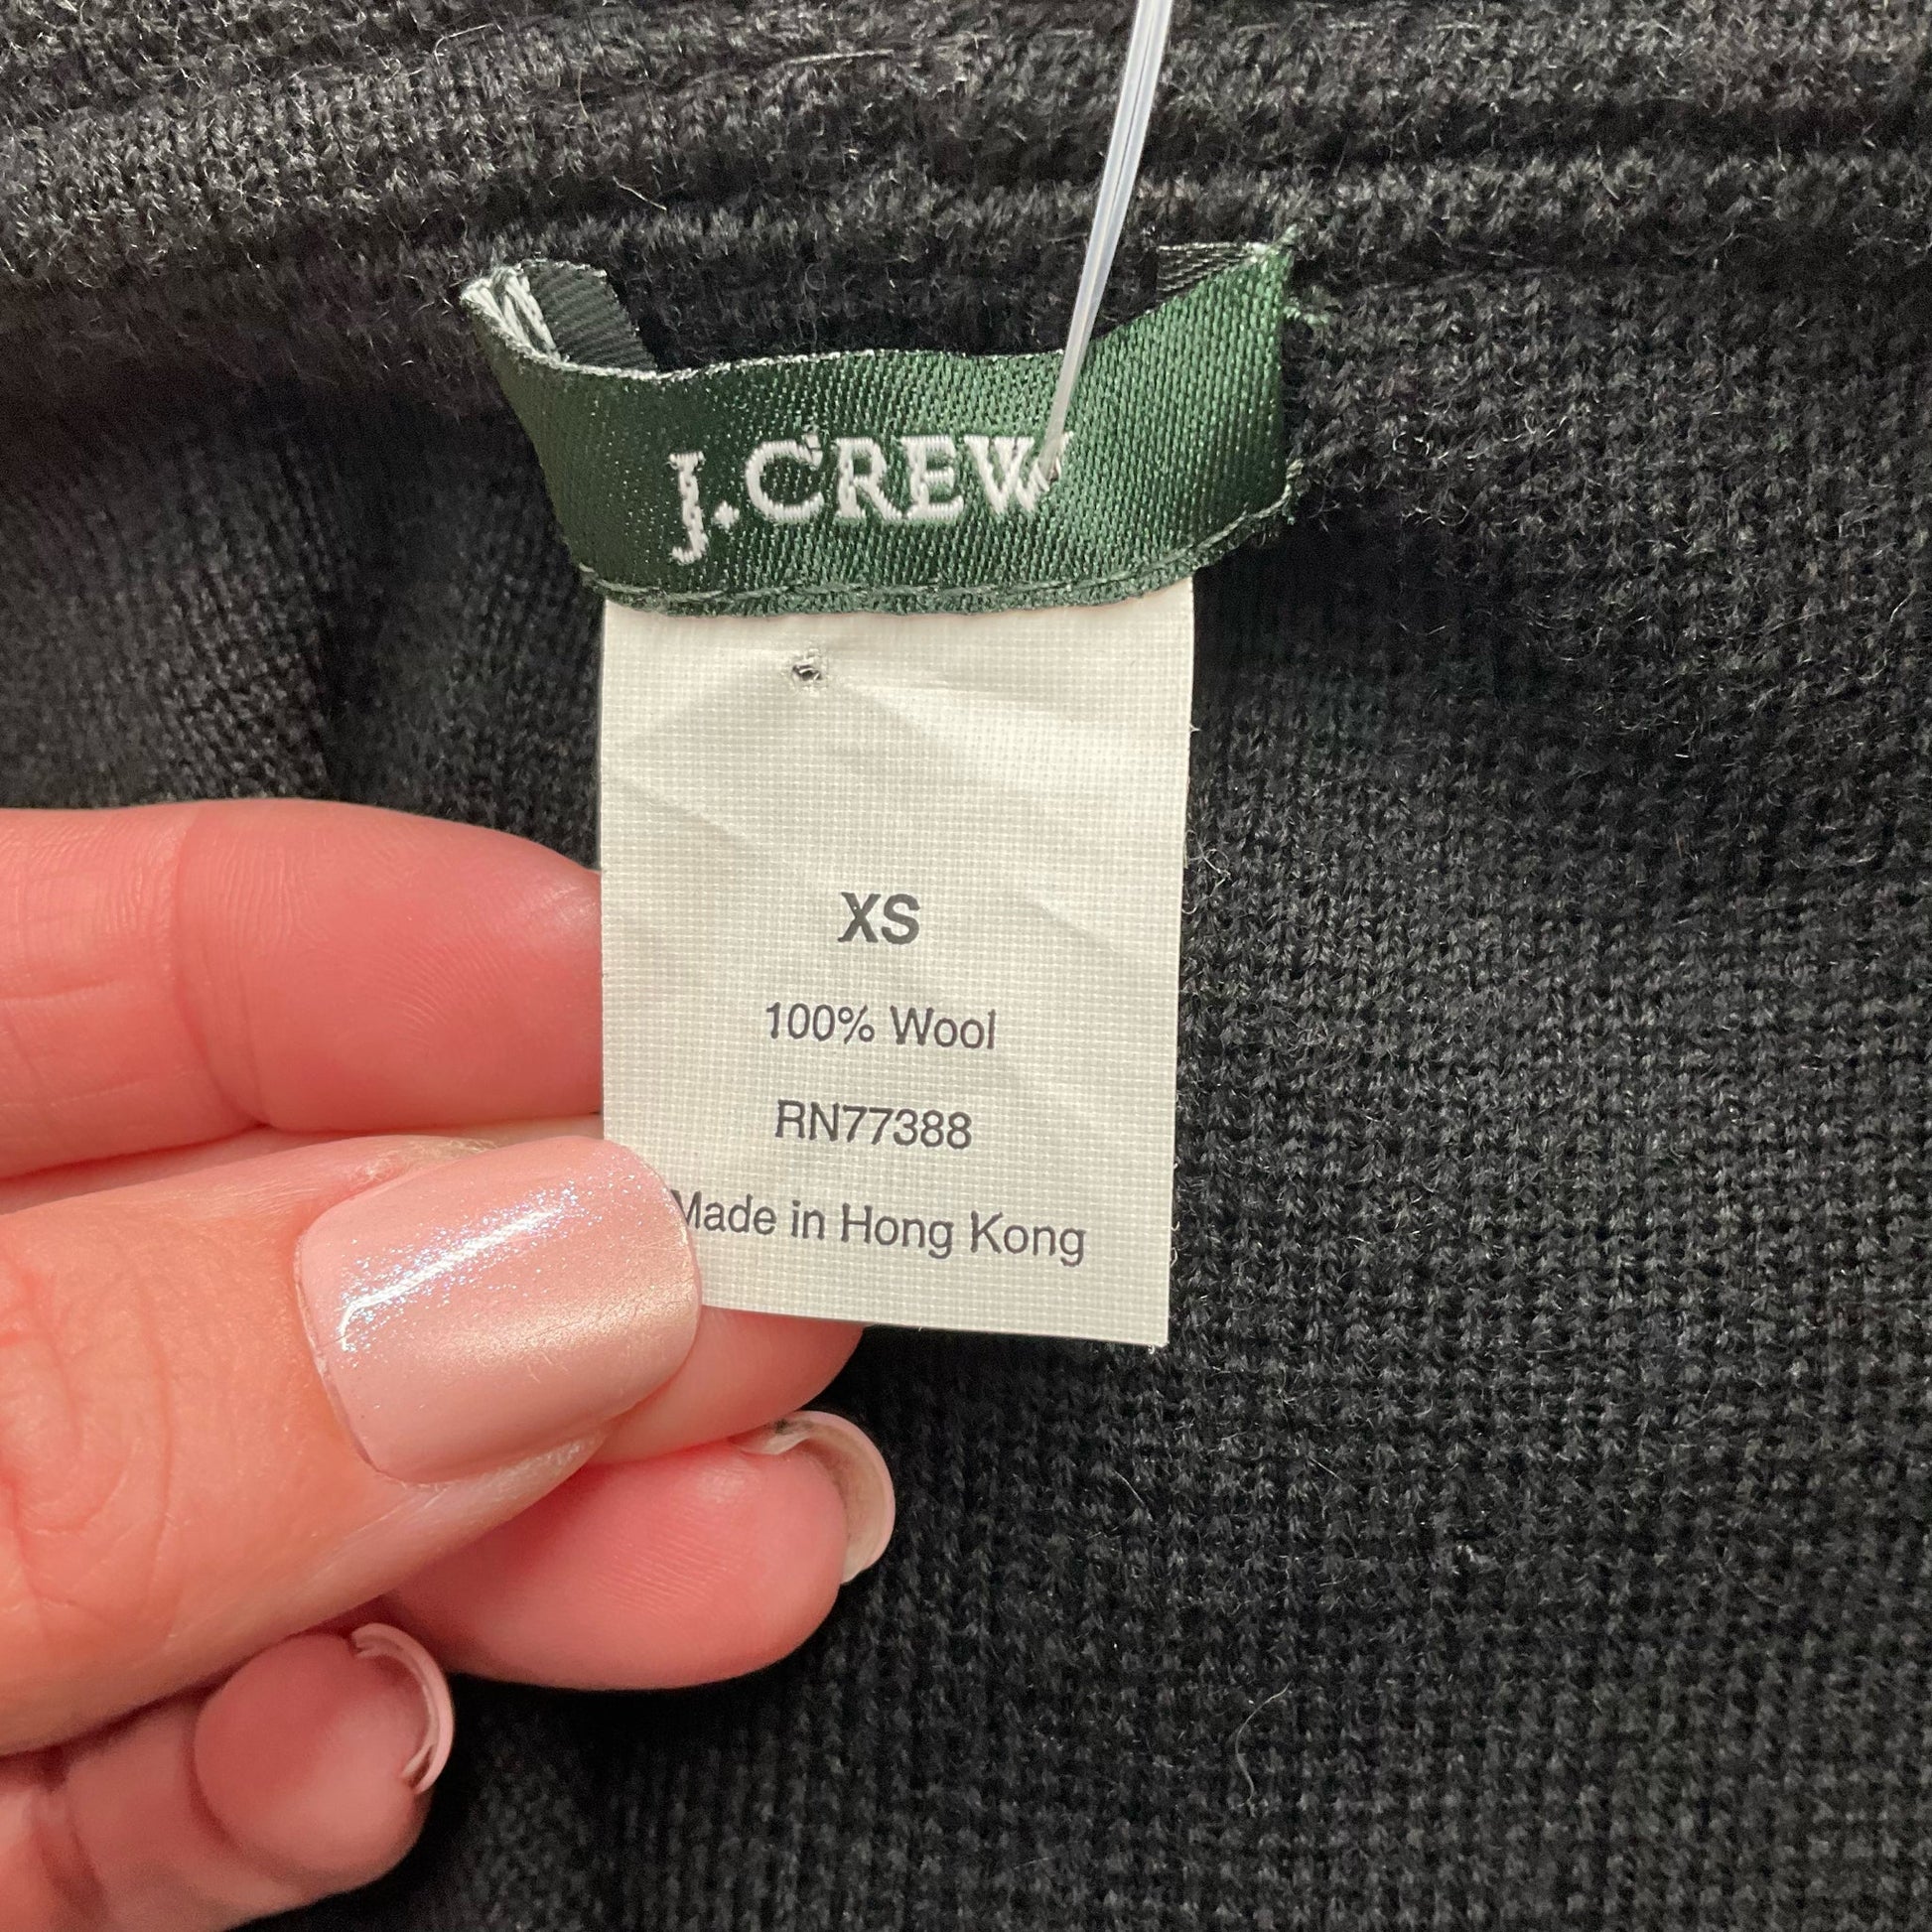 J.CREW
XS
100% Wool
RN77388
Made in Hong Kong